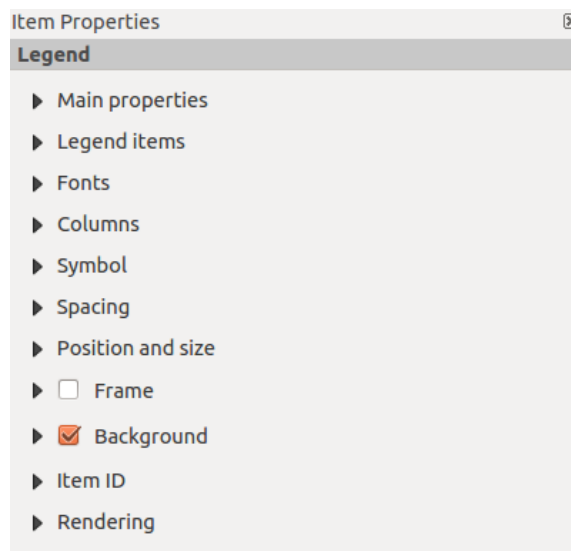 Item Properties
Legend
Main properties
Legend items
Fonts
Columns
Symbol
Spacing
Position and size
Frame
Background
Item ID
Rendering